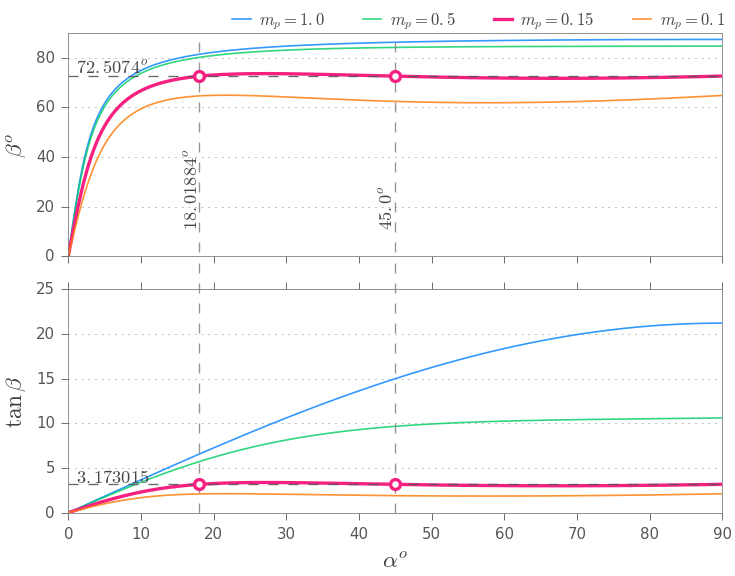 m_p = 1.0 m_p = 0.5 m_p = 0.15 m_p = 0.1
80
60
40
20
0
β^o
72.5074^o
18.01884^o
45.0^o
25
20
15
10
5
0
tan β
3.173015
0 10 20 30 40 50 60 70 80 90
α^o